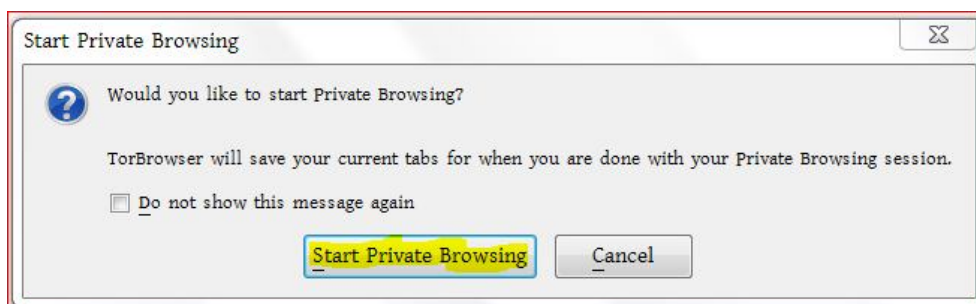 Start Private Browsing
Would you like to start Private Browsing?
TorBrowser will save your current tabs for when you are done with your Private Browsing session.
Do not show this message again
Start Private Browsing
Cancel